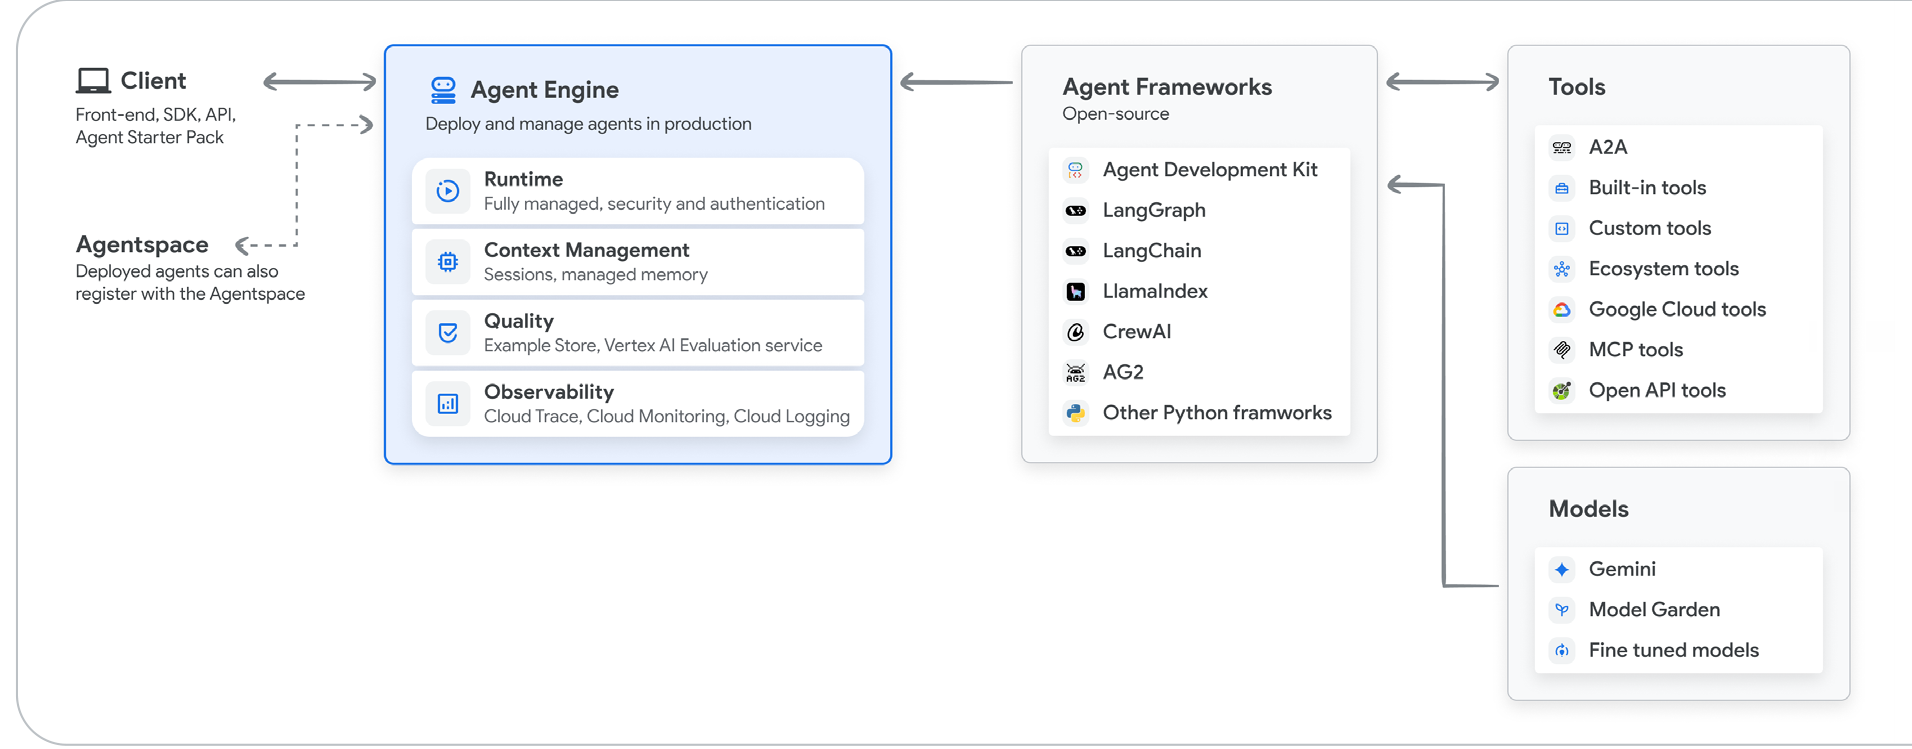 Client
Front-end, SDK, API,
Agent Starter Pack
Agentspace
Deployed agents can also
register with the Agentspace
Agent Engine
Deploy and manage agents in production
Runtime
Fully managed, security and authentication
Context Management
Sessions, managed memory
Quality
Example Store, Vertex AI Evaluation service
Observability
Cloud Trace, Cloud Monitoring, Cloud Logging
Agent Frameworks
Open-source
Agent Development Kit
LangGraph
LangChain
LlamaIndex
CrewAI
AG2
AG2
Other Python framworks
Tools
A2A
Built-in tools
Custom tools
Ecosystem tools
Google Cloud tools
MCP tools
Open API tools
Models
Gemini
Model Garden
Fine tuned models